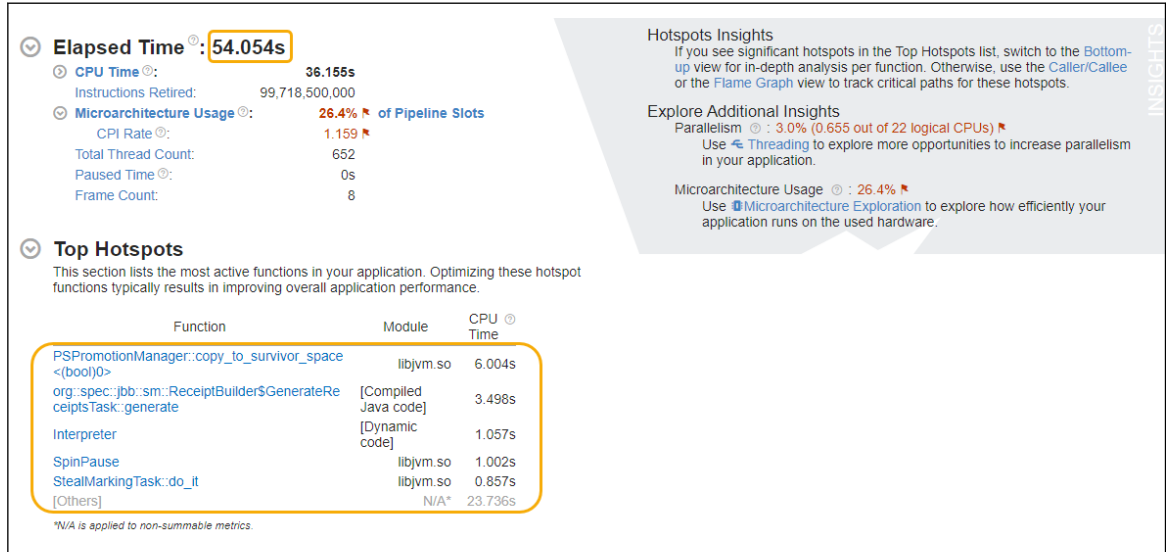 Elapsed Time : 54.054s
CPU Time : 36.155s
Instructions Retired: 99,718,500,000
Microarchitecture Usage : 26.4% of Pipeline Slots
CPI Rate : 1.159
Total Thread Count: 652
Paused Time : 0s
Frame Count: 8
Top Hotspots
This section lists the most active functions in your application. Optimizing these hotspot
functions typically results in improving overall application performance.
Function Module CPU
Time
PSPromotionManager::copy_to_survivor_space
<(bool)0> libjvm.so 6.004s
org::spec::jbb::sm::ReceiptBuilder$GenerateRe [Compiled
ceiptsTask::generate Java code] 3.498s
Interpreter [Dynamic
code] 1.057s
SpinPause libjvm.so 1.002s
StealMarkingTask::do_it libjvm.so 0.857s
[Others] N/A* 23.736s
*N/A is applied to non-summable metrics.
Hotspots Insights
If you see significant hotspots in the Top Hotspots list, switch to the Bottom-
up view for in-depth analysis per function. Otherwise, use the Caller/Callee
or the Flame Graph view to track critical paths for these hotspots.
Explore Additional Insights
Parallelism : 3.0% (0.655 out of 22 logical CPUs)
Use Threading to explore more opportunities to increase parallelism
in your application.
Microarchitecture Usage : 26.4%
Use Microarchitecture Exploration to explore how efficiently your
application runs on the used hardware.
INSIGHTS